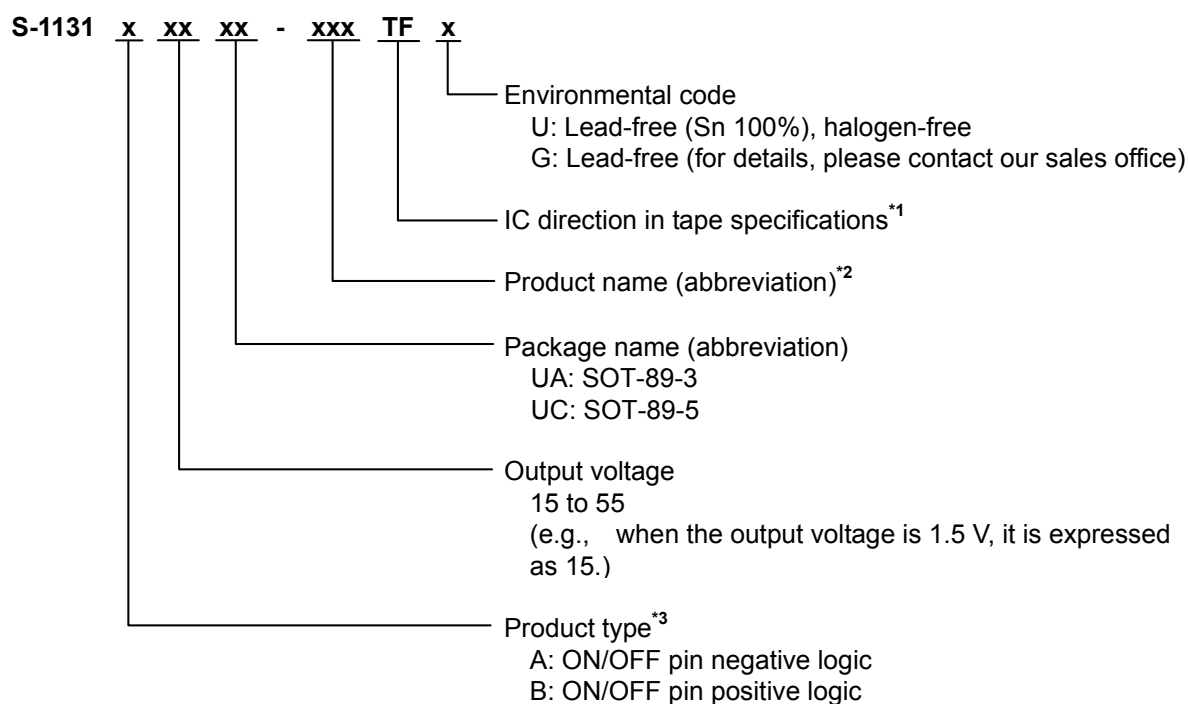 S-1131 x xx xx - xxx TF x
Environmental code
U: Lead-free (Sn 100%), halogen-free
G: Lead-free (for details, please contact our sales office)
IC direction in tape specifications*1
Product name (abbreviation)*2
Package name (abbreviation)
UA: SOT-89-3
UC: SOT-89-5
Output voltage
15 to 55
(e.g., when the output voltage is 1.5 V, it is expressed
as 15.)
Product type*3
A: ON/OFF pin negative logic
B: ON/OFF pin positive logic